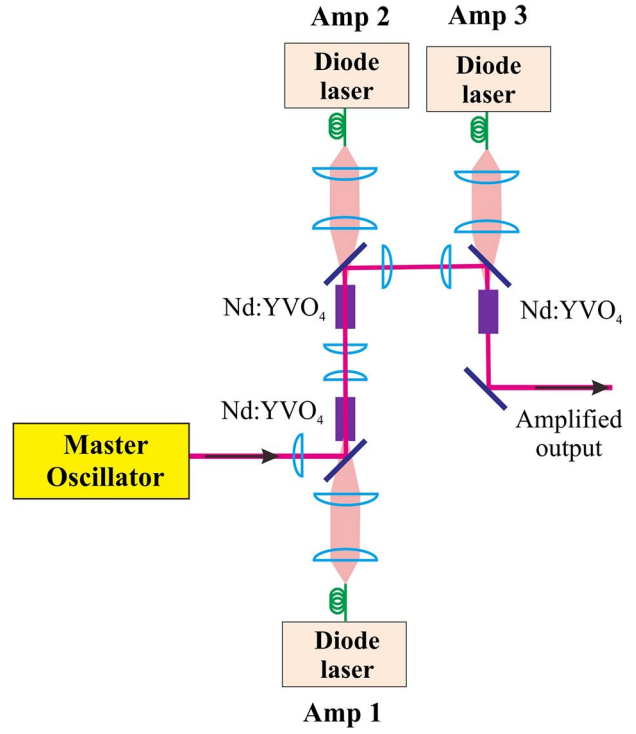 Amp 2
Amp 3
Diode
laser
Diode
laser
Nd:YVO₄
Nd:YVO₄
Nd:YVO₄
Master
Oscillator
Amplified
output
Diode
laser
Amp 1